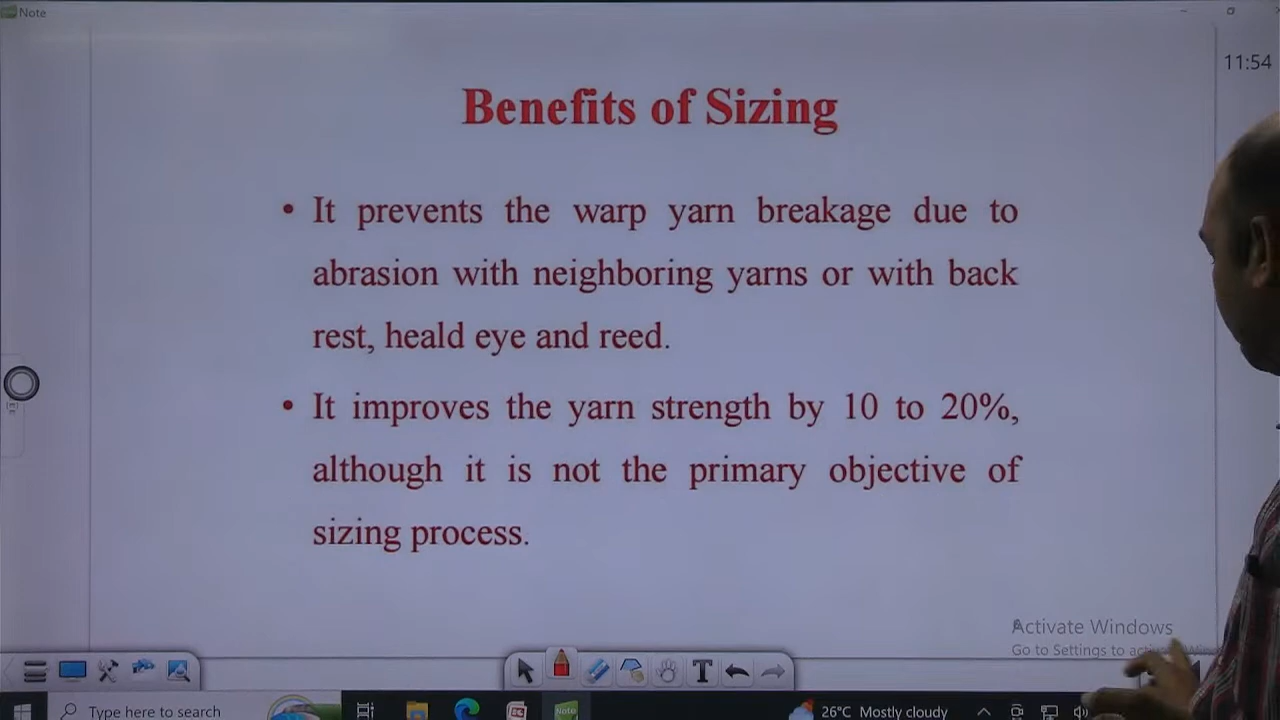 Note
11:54
Benefits of Sizing
• It prevents the warp yarn breakage due to
abrasion with neighboring yarns or with back
rest, heald eye and reed.
• It improves the yarn strength by 10 to 20%,
although it is not the primary objective of
sizing process.
Activate Windows
Go to Settings to
T
Type here to search
Note
26°C Mostly cloudy